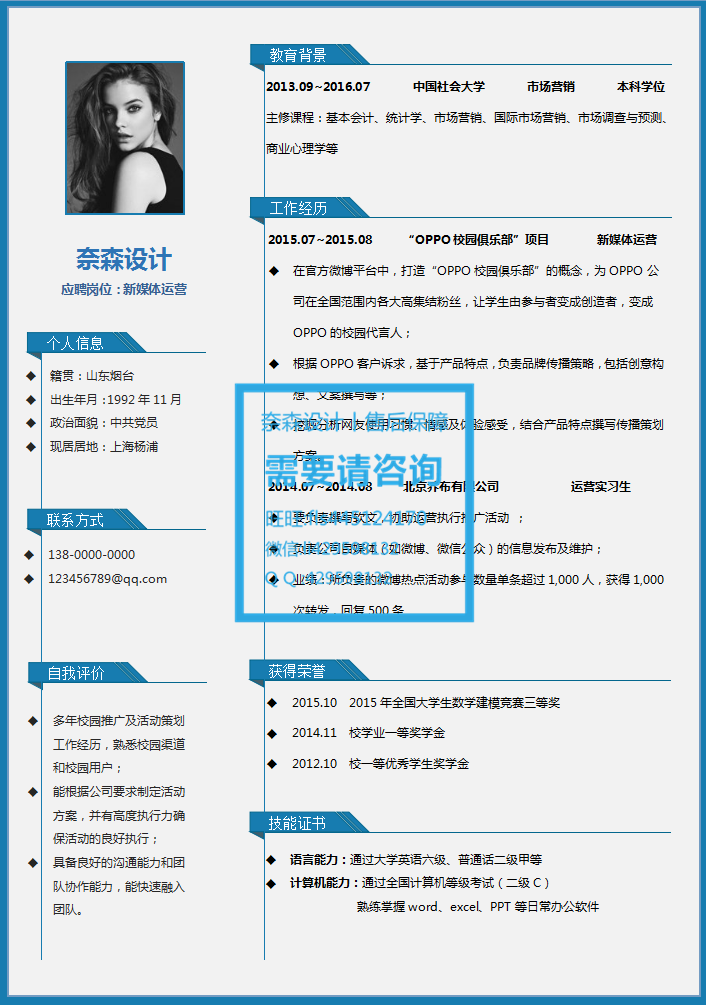 奈森设计
应聘岗位：新媒体运营
个人信息
籍贯：山东烟台
出生年月：1992 年 11 月
政治面貌：中共党员
现居居地：上海杨浦
联系方式
138-0000-0000
123456789@qq.com
自我评价
多年校园推广及活动策划
工作经历，熟悉校园渠道
和校园用户；
能根据公司要求制定活动
方案，并有高度执行力确
保活动的良好执行；
具备良好的沟通能力和团
队协作能力，能快速融入
团队。
教育背景
2013.09~2016.07 中国社会大学 市场营销 本科学位
主修课程：基本会计、统计学、市场营销、国际市场营销、市场调查与预测、
商业心理学等
工作经历
2015.07~2015.08 “OPPO 校园俱乐部”项目 新媒体运营
在官方微博平台中，打造“OPPO 校园俱乐部”的概念，为 OPPO 公
司在全国范围内各大高集结粉丝，让学生由参与者变成创造者，变成
OPPO 的校园代言人；
根据 OPPO 客户诉求，基于产品特点，负责品牌传播策略，包括创意构
想、文案撰写等；
挖掘分析网友使用习惯、情感及体验感受，结合产品特点撰写传播策划
方案。
2014.07~2014.08 北京乔布有限公司 运营实习生
要负责撰写软文，协助运营执行推广活动 ；
负责公司自媒体（如微博、微信公众）的信息发布及维护；
业绩：所负责的微博热点活动参与数量单条超过 1,000 人，获得 1,000
次转发，回复 500 条
奈森设计丨售后保障
需要请咨询
旺旺
微信
QQ
获得荣誉
2015.10 2015 年全国大学生数学建模竞赛三等奖
2014.11 校学业一等奖学金
2012.10 校一等优秀学生奖学金
技能证书
语言能力：通过大学英语六级、普通话二级甲等
计算机能力：通过全国计算机等级考试（二级 C）
熟练掌握 word、excel、PPT 等日常办公软件